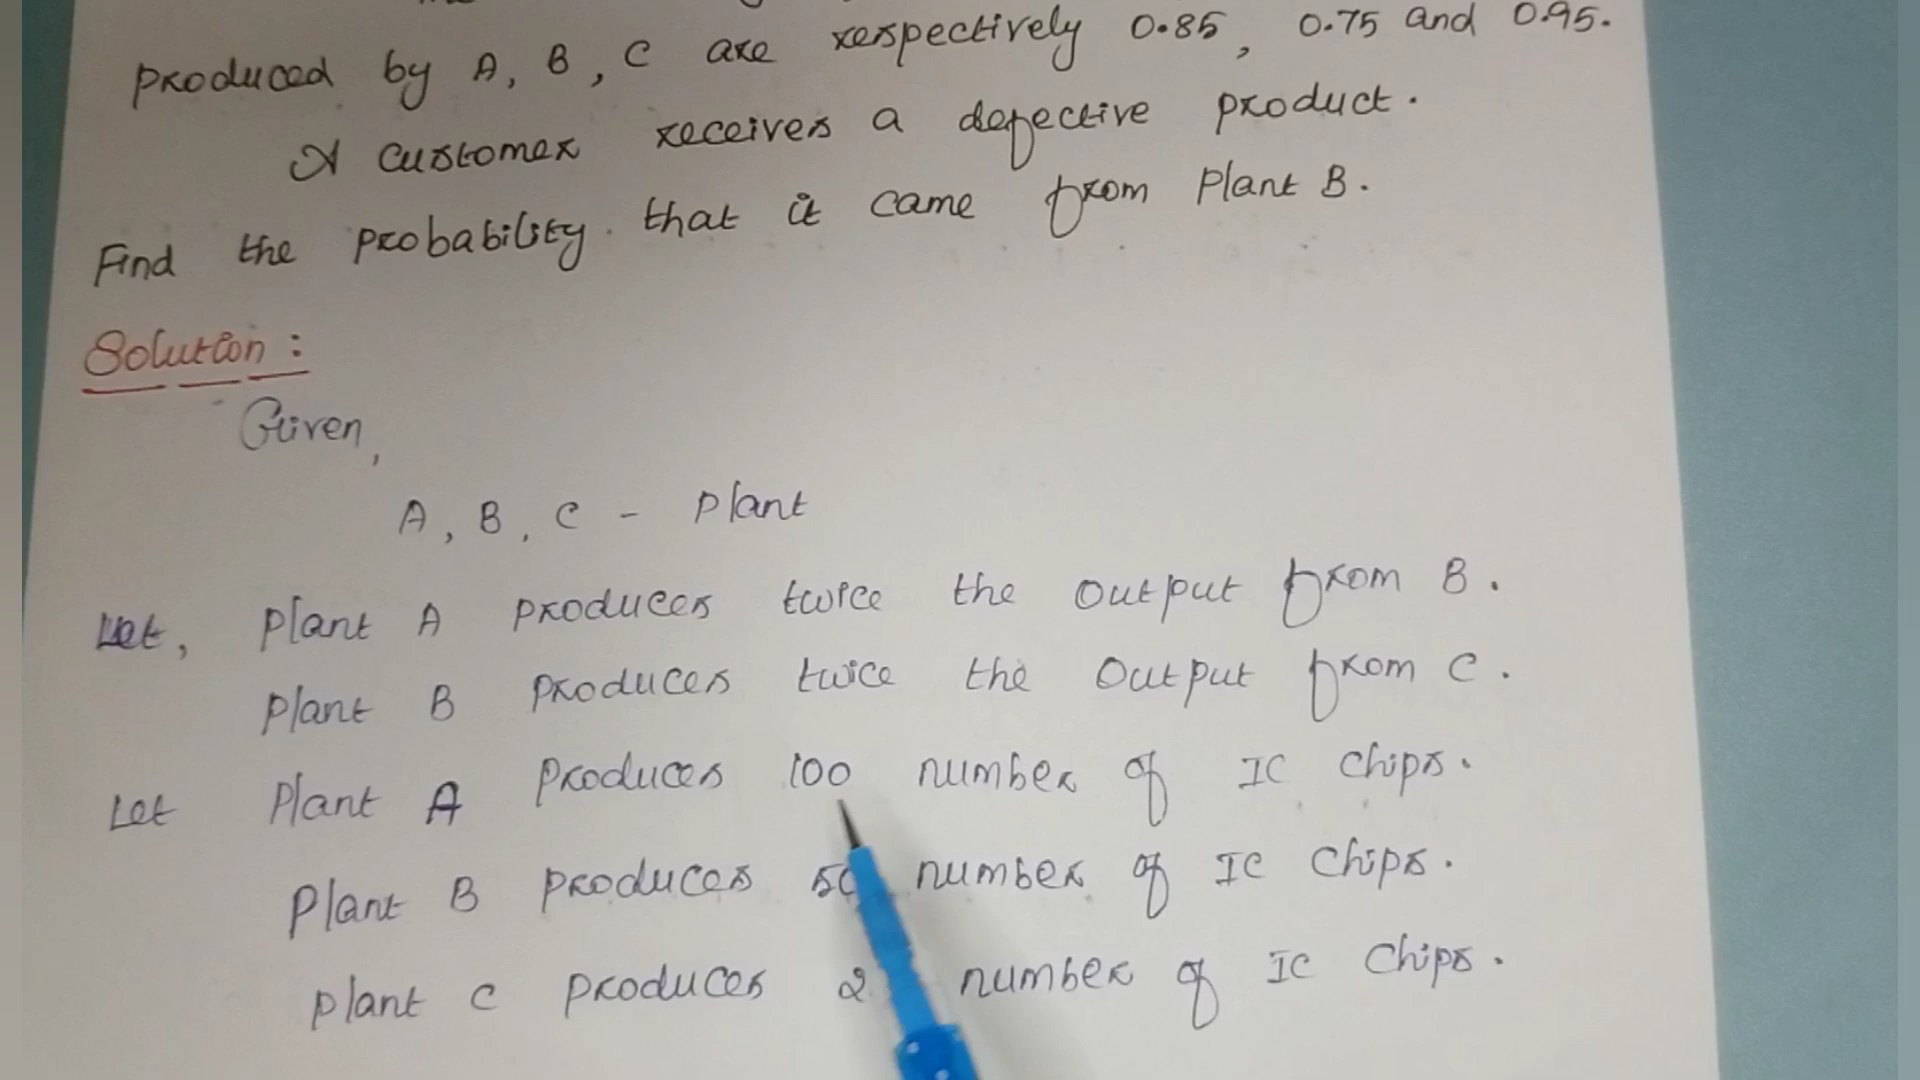 produced by A, B, C are respectively 0.85, 0.75 and 0.95.
A customer receives a defective product.
Find the probability that it came from plant B.
Solution:
Given,
A, B, C - plant
Let, plant A produces twice the output from B.
plant B produces twice the output from C.
Let plant A produces 100 number of IC chips.
plant B produces 50 number of IC chips.
plant C produces 2 number of IC chips.